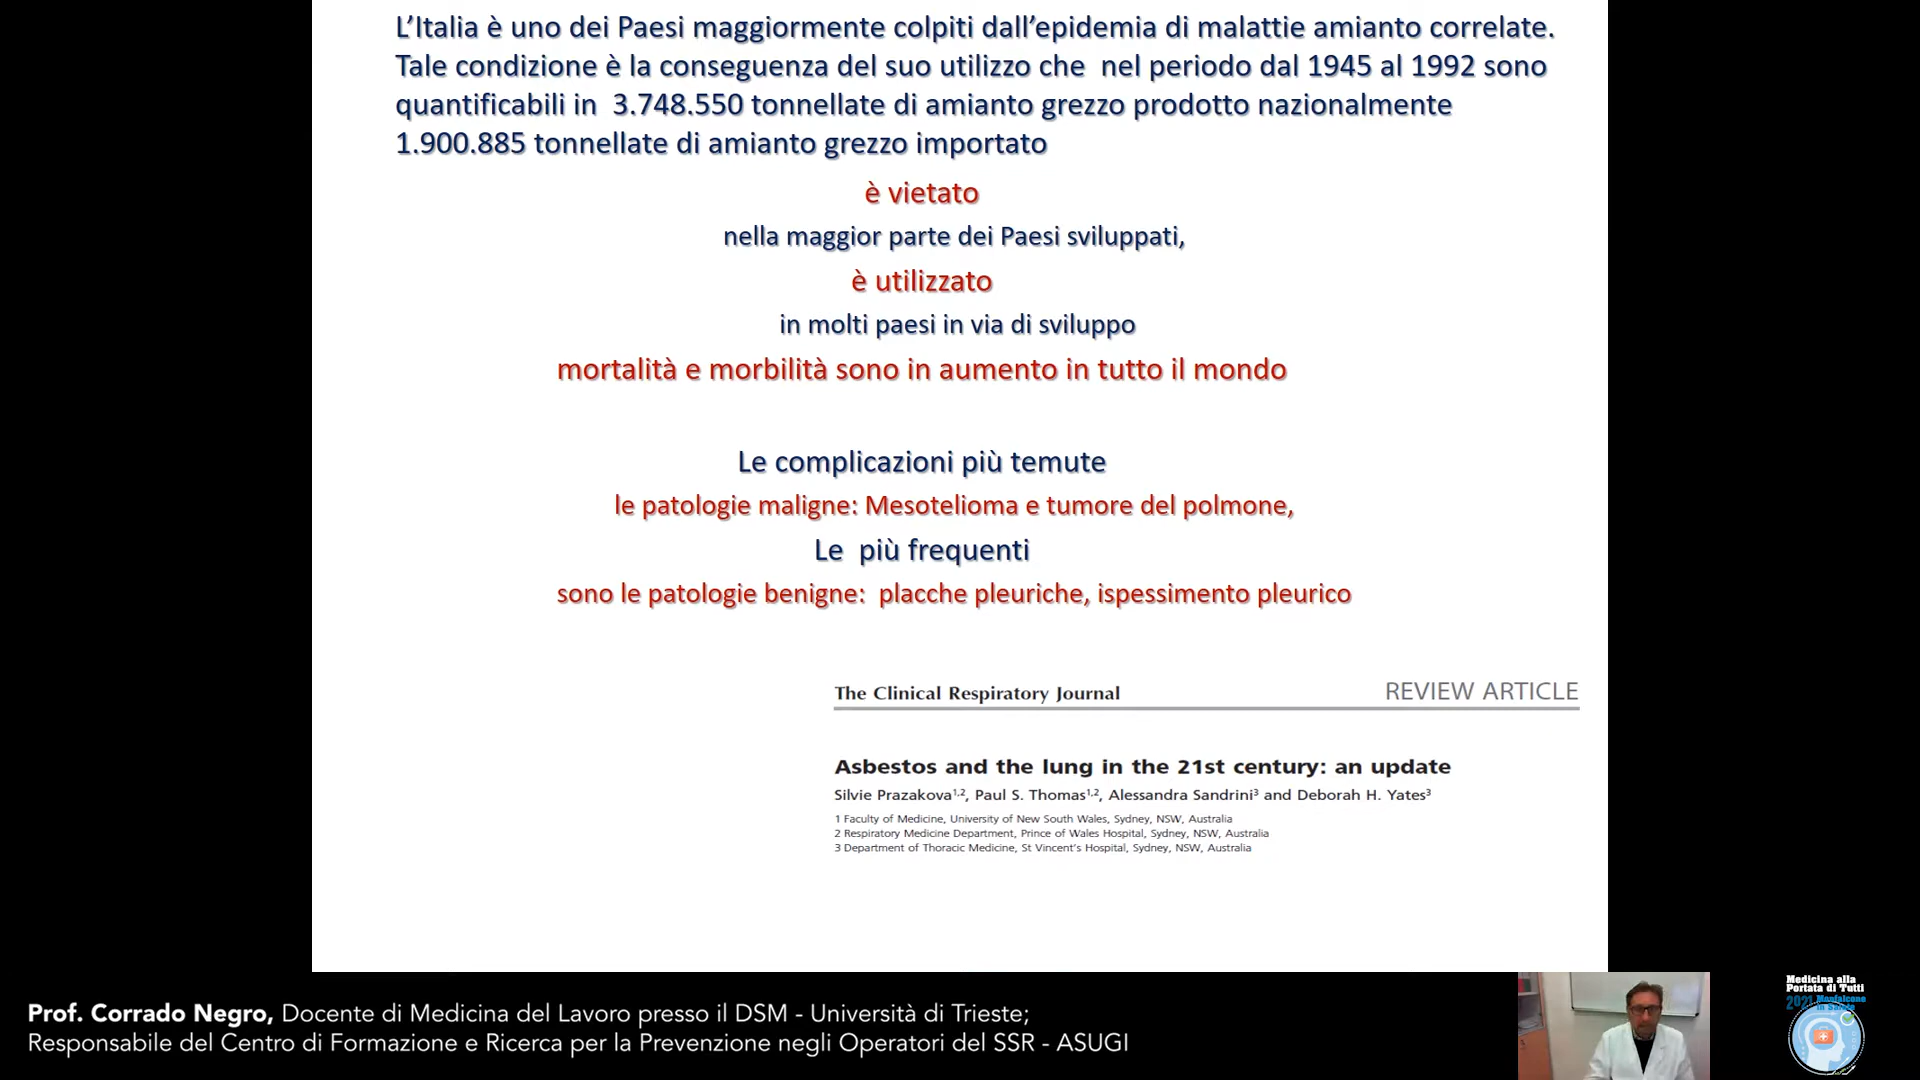 L’Italia è uno dei Paesi maggiormente colpiti dall’epidemia di malattie amianto correlate.
Tale condizione è la conseguenza del suo utilizzo che  nel periodo dal 1945 al 1992 sono
quantificabili in  3.748.550 tonnellate di amianto grezzo prodotto nazionalmente
1.900.885 tonnellate di amianto grezzo importato
è vietato
nella maggior parte dei Paesi sviluppati,
è utilizzato
in molti paesi in via di sviluppo
mortalità e morbilità sono in aumento in tutto il mondo
Le complicazioni più temute
le patologie maligne: Mesotelioma e tumore del polmone,
Le  più frequenti
sono le patologie benigne:  placche pleuriche, ispessimento pleurico
The Clinical Respiratory Journal REVIEW ARTICLE
Asbestos and the lung in the 21st century: an update
Silvie Prazakova¹,², Paul S. Thomas¹,², Alessandra Sandrini³ and Deborah H. Yates³
1 Faculty of Medicine, University of New South Wales, Sydney, NSW, Australia
2 Respiratory Medicine Department, Prince of Wales Hospital, Sydney, NSW, Australia
3 Department of Thoracic Medicine, St Vincent’s Hospital, Sydney, NSW, Australia
Prof. Corrado Negro, Docente di Medicina del Lavoro presso il DSM - Università di Trieste;
Responsabile del Centro di Formazione e Ricerca per la Prevenzione negli Operatori del SSR - ASUGI
Medicina alla
Portata di Tutti
2021 Monfalcone